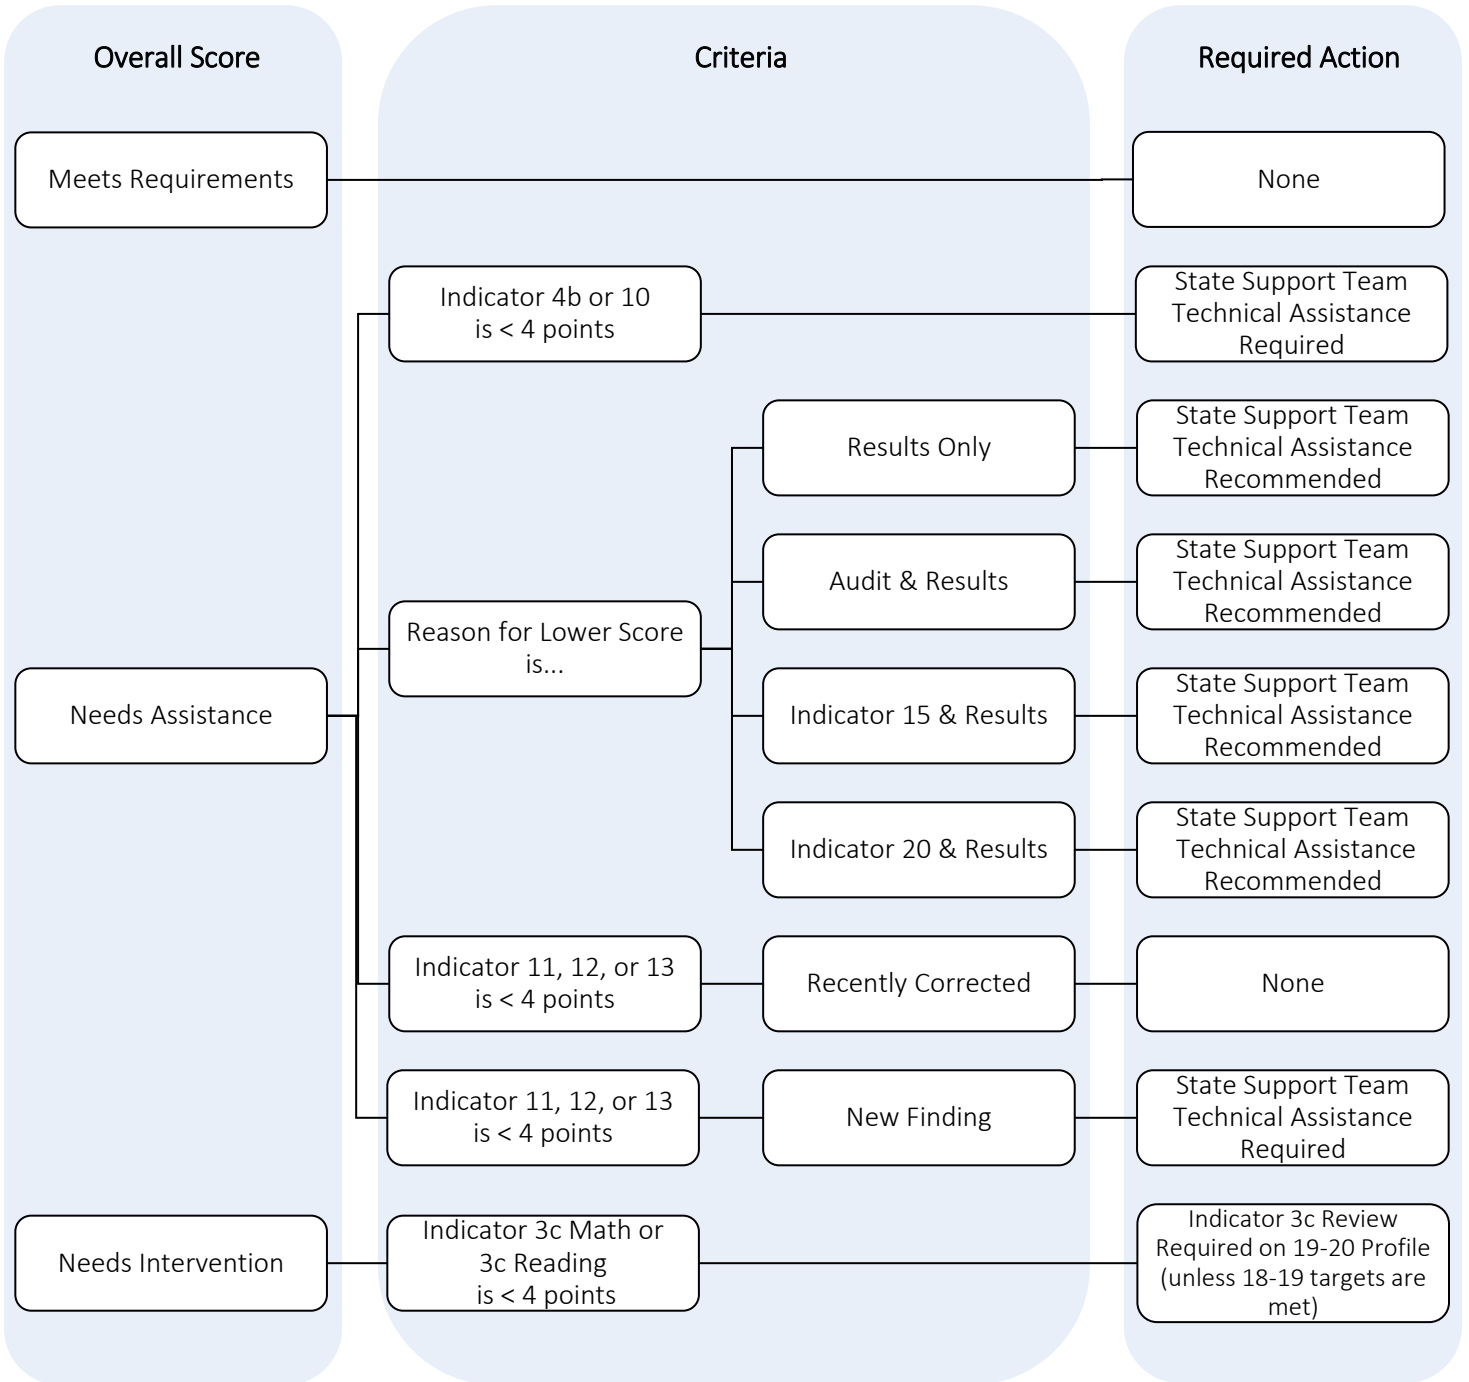 Overall Score
Criteria
Required Action
Meets Requirements
None
Indicator 4b or 10
is < 4 points
State Support Team
Technical Assistance
Required
Needs Assistance
Reason for Lower Score
is...
Results Only
State Support Team
Technical Assistance
Recommended
Audit & Results
State Support Team
Technical Assistance
Recommended
Indicator 15 & Results
State Support Team
Technical Assistance
Recommended
Indicator 20 & Results
State Support Team
Technical Assistance
Recommended
Indicator 11, 12, or 13
is < 4 points
Recently Corrected
None
Indicator 11, 12, or 13
is < 4 points
New Finding
State Support Team
Technical Assistance
Required
Needs Intervention
Indicator 3c Math or
3c Reading
is < 4 points
Indicator 3c Review
Required on 19-20 Profile
(unless 18-19 targets are
met)